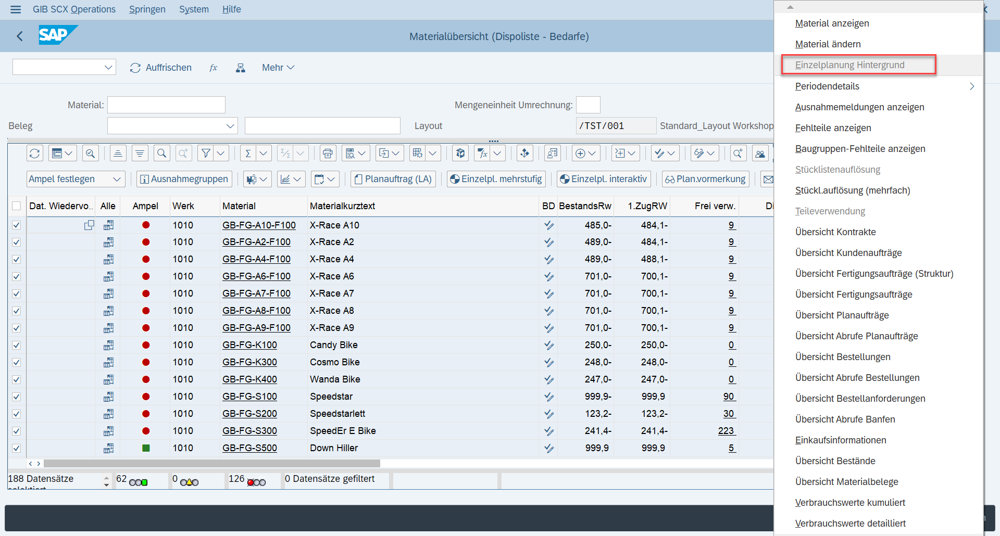 GIB SCX Operations Springen System Hilfe
SAP
Materialübersicht (Dispoliste - Bedarfe)
Auffrischen fx Mehr
Material: Mengeneinheit Umrechnung:
Beleg Layout /TST/001 Standard_Layout Workshop
Ampel festlegen Ausnahmegruppen Planauftrag (LA) Einzelpl. mehrstufig Einzelpl. interaktiv Plan.vormerkung
Dat. Wiedervo... Alle Ampel Werk Material Materialkurztext BD BestandsRw 1.ZugRW Frei verw. Di
1010 GB-FG-A10-F100 X-Race A10 485,0- 484,1- 9
1010 GB-FG-A2-F100 X-Race A2 489,0- 484,1- 9
1010 GB-FG-A4-F100 X-Race A4 489,0- 488,1- 9
1010 GB-FG-A6-F100 X-Race A6 701,0- 700,1- 9
1010 GB-FG-A7-F100 X-Race A7 701,0- 700,1- 9
1010 GB-FG-A8-F100 X-Race A8 701,0- 700,1- 9
1010 GB-FG-A9-F100 X-Race A9 701,0- 700,1- 9
1010 GB-FG-K100 Candy Bike 250,0- 250,0- 0
1010 GB-FG-K300 Cosmo Bike 248,0- 248,0- 0
1010 GB-FG-K400 Wanda Bike 247,0- 247,0- 0
1010 GB-FG-S100 Speedstar 999,9- 999,9 90
1010 GB-FG-S200 Speedstarlett 123,2- 123,2- 30
1010 GB-FG-S300 SpeedEr E Bike 241,4- 241,4- 223
1010 GB-FG-S500 Down Hiller 999,9 999,9 5
188 Datensätze selektiert 62 0 126 0 Datensätze gefiltert
Material anzeigen
Material ändern
Einzelplanung Hintergrund
Periodendetails
Ausnahmemeldungen anzeigen
Fehlteile anzeigen
Baugruppen-Fehlteile anzeigen
Stücklistenauflösung
Stückl.auflösung (mehrfach)
Teileverwendung
Übersicht Kontrakte
Übersicht Kundenaufträge
Übersicht Fertigungsaufträge (Struktur)
Übersicht Fertigungsaufträge
Übersicht Planaufträge
Übersicht Abrufe Planaufträge
Übersicht Bestellungen
Übersicht Abrufe Bestellungen
Übersicht Bestellanforderungen
Übersicht Abrufe Banfen
Einkaufsinformationen
Übersicht Bestände
Übersicht Materialbelege
Verbrauchswerte kumuliert
Verbrauchswerte detailliert